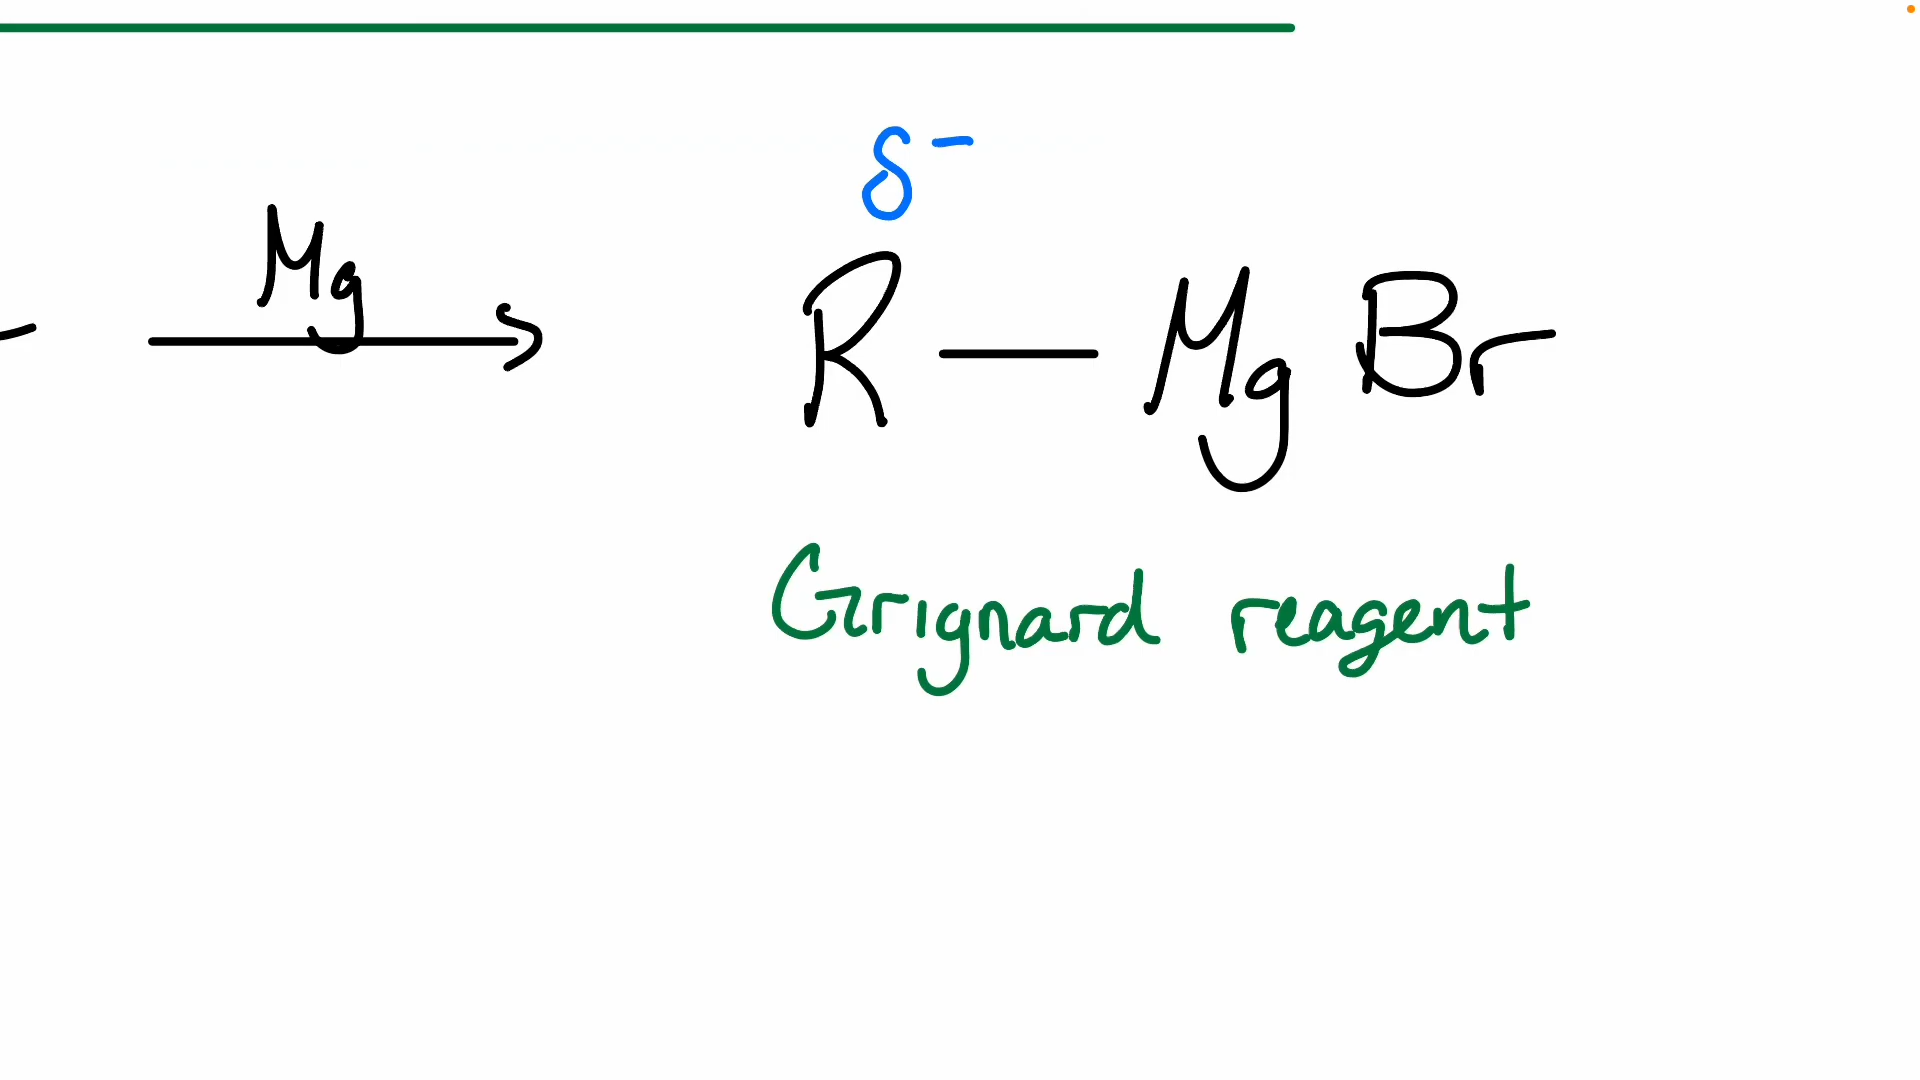 δ−
Mg
R — MgBr
Grignard reagent